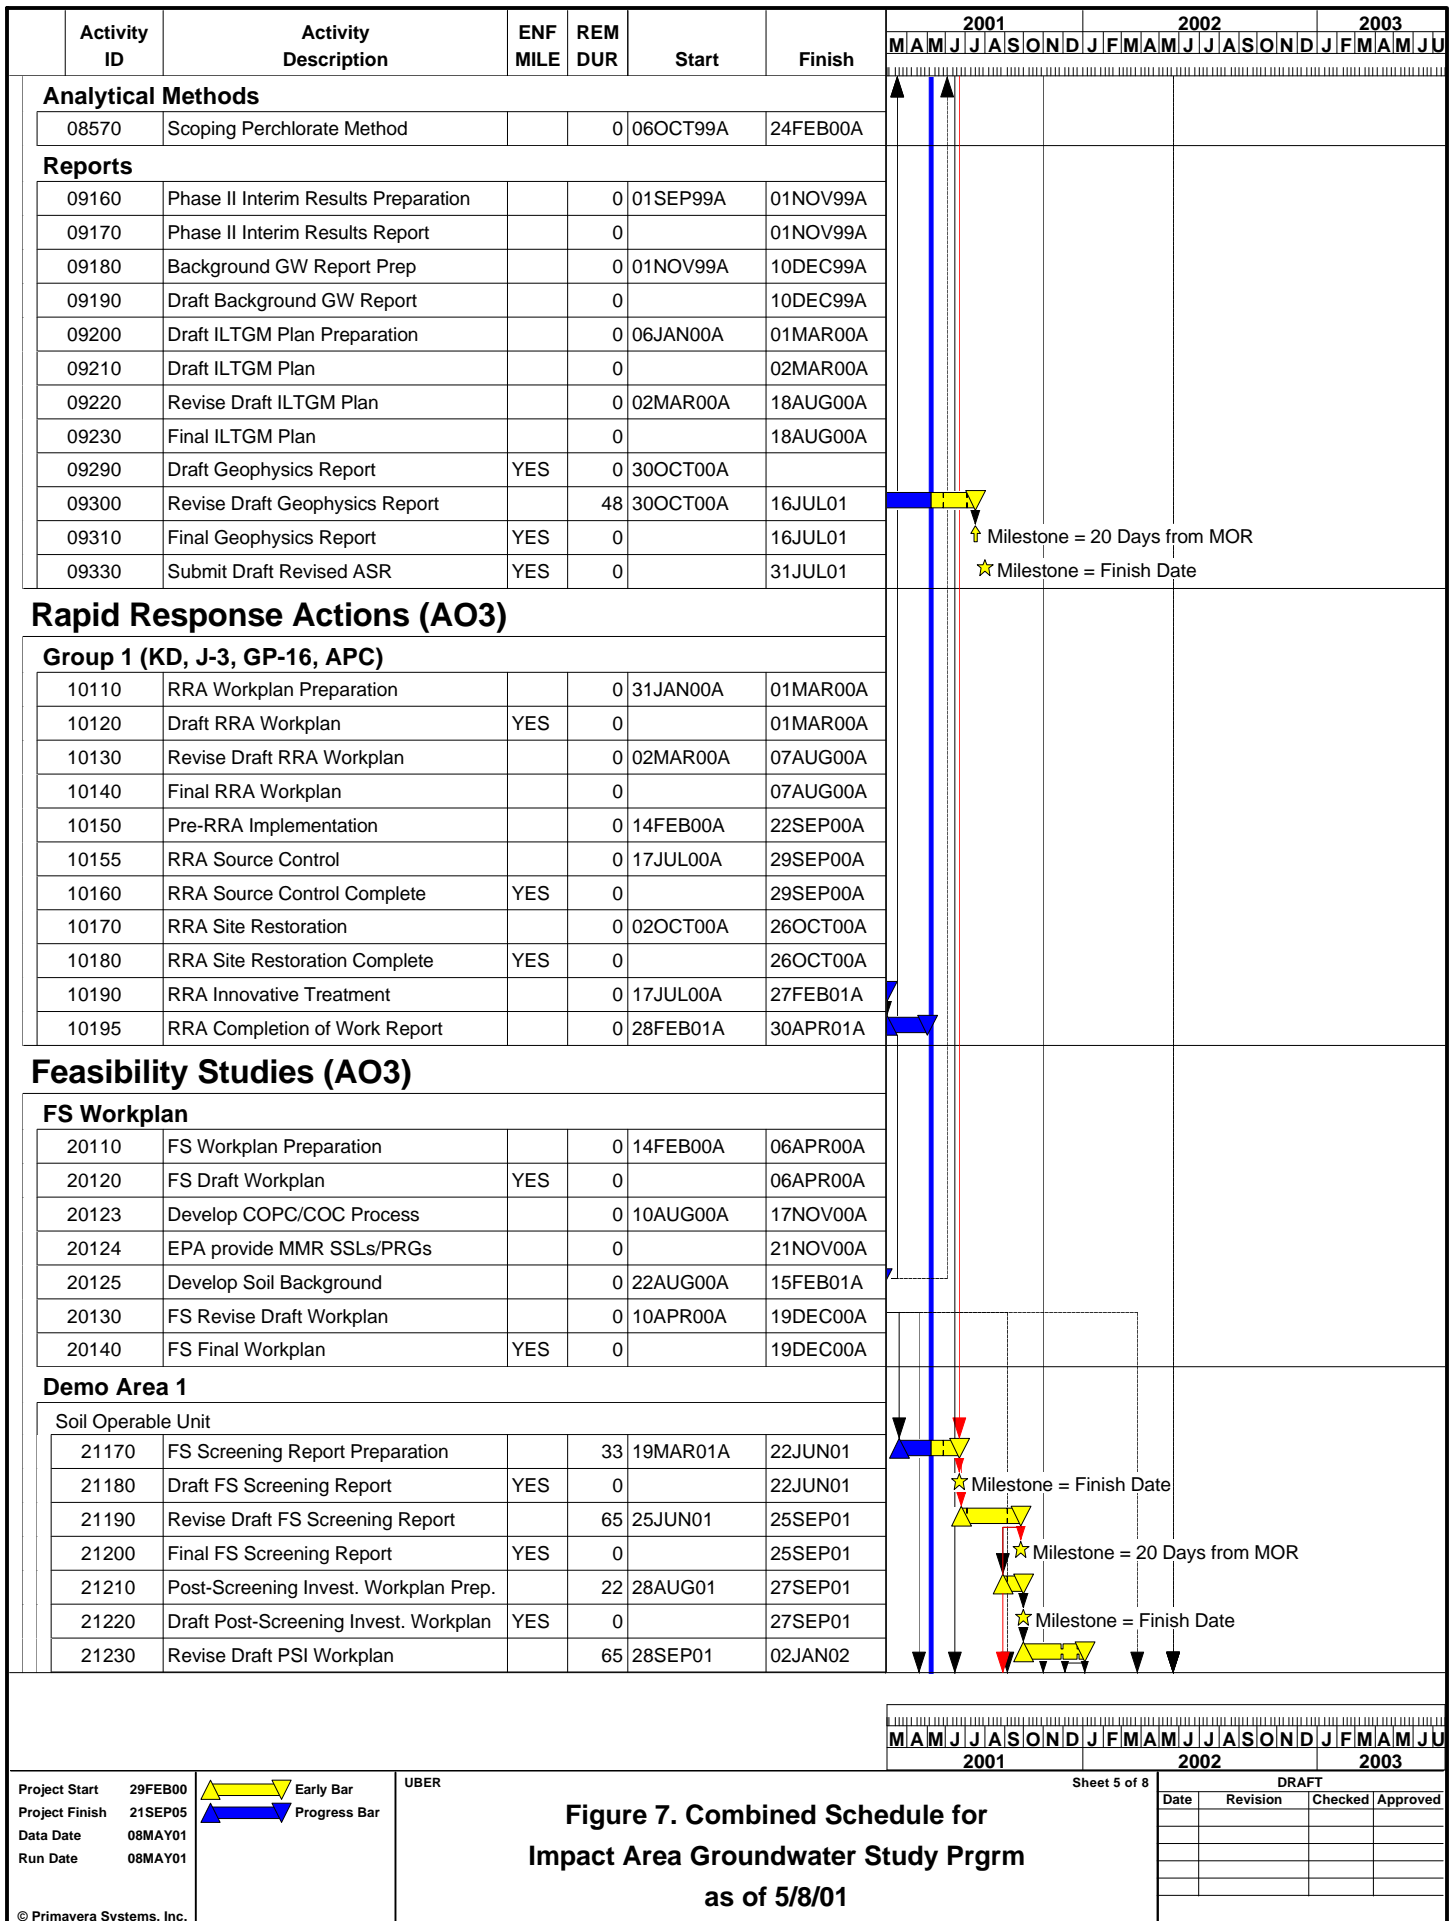 Activity ID Activity Description ENF MILE REM DUR Start Finish
2001 2002 2003
M A M J J A S O N D J F M A M J J A S O N D J F M A M J U
Analytical Methods
08570 Scoping Perchlorate Method 0 06OCT99A 24FEB00A
Reports
09160 Phase II Interim Results Preparation 0 01SEP99A 01NOV99A
09170 Phase II Interim Results Report 0 01NOV99A
09180 Background GW Report Prep 0 01NOV99A 10DEC99A
09190 Draft Background GW Report 0 10DEC99A
09200 Draft ILTGM Plan Preparation 0 06JAN00A 01MAR00A
09210 Draft ILTGM Plan 0 02MAR00A
09220 Revise Draft ILTGM Plan 0 02MAR00A 18AUG00A
09230 Final ILTGM Plan 0 18AUG00A
09290 Draft Geophysics Report YES 0 30OCT00A
09300 Revise Draft Geophysics Report 48 30OCT00A 16JUL01
09310 Final Geophysics Report YES 0 16JUL01 Milestone = 20 Days from MOR
09330 Submit Draft Revised ASR YES 0 31JUL01 Milestone = Finish Date
Rapid Response Actions (AO3)
Group 1 (KD, J-3, GP-16, APC)
10110 RRA Workplan Preparation 0 31JAN00A 01MAR00A
10120 Draft RRA Workplan YES 0 01MAR00A
10130 Revise Draft RRA Workplan 0 02MAR00A 07AUG00A
10140 Final RRA Workplan 0 07AUG00A
10150 Pre-RRA Implementation 0 14FEB00A 22SEP00A
10155 RRA Source Control 0 17JUL00A 29SEP00A
10160 RRA Source Control Complete YES 0 29SEP00A
10170 RRA Site Restoration 0 02OCT00A 26OCT00A
10180 RRA Site Restoration Complete YES 0 26OCT00A
10190 RRA Innovative Treatment 0 17JUL00A 27FEB01A
10195 RRA Completion of Work Report 0 28FEB01A 30APR01A
Feasibility Studies (AO3)
FS Workplan
20110 FS Workplan Preparation 0 14FEB00A 06APR00A
20120 FS Draft Workplan YES 0 06APR00A
20123 Develop COPC/COC Process 0 10AUG00A 17NOV00A
20124 EPA provide MMR SSLs/PRGs 0 21NOV00A
20125 Develop Soil Background 0 22AUG00A 15FEB01A
20130 FS Revise Draft Workplan 0 10APR00A 19DEC00A
20140 FS Final Workplan YES 0 19DEC00A
Demo Area 1
Soil Operable Unit
21170 FS Screening Report Preparation 33 19MAR01A 22JUN01
21180 Draft FS Screening Report YES 0 22JUN01 Milestone = Finish Date
21190 Revise Draft FS Screening Report 65 25JUN01 25SEP01
21200 Final FS Screening Report YES 0 25SEP01 Milestone = 20 Days from MOR
21210 Post-Screening Invest. Workplan Prep. 22 28AUG01 27SEP01
21220 Draft Post-Screening Invest. Workplan YES 0 27SEP01 Milestone = Finish Date
21230 Revise Draft PSI Workplan 65 28SEP01 02JAN02
M A M J J A S O N D J F M A M J J A S O N D J F M A M J U
2001 2002 2003
Project Start 29FEB00
Project Finish 21SEP05
Data Date 08MAY01
Run Date 08MAY01
© Primavera Systems, Inc.
Early Bar
Progress Bar
UBER
Sheet 5 of 8
Figure 7. Combined Schedule for
Impact Area Groundwater Study Prgrm
as of 5/8/01
DRAFT
Date Revision Checked Approved